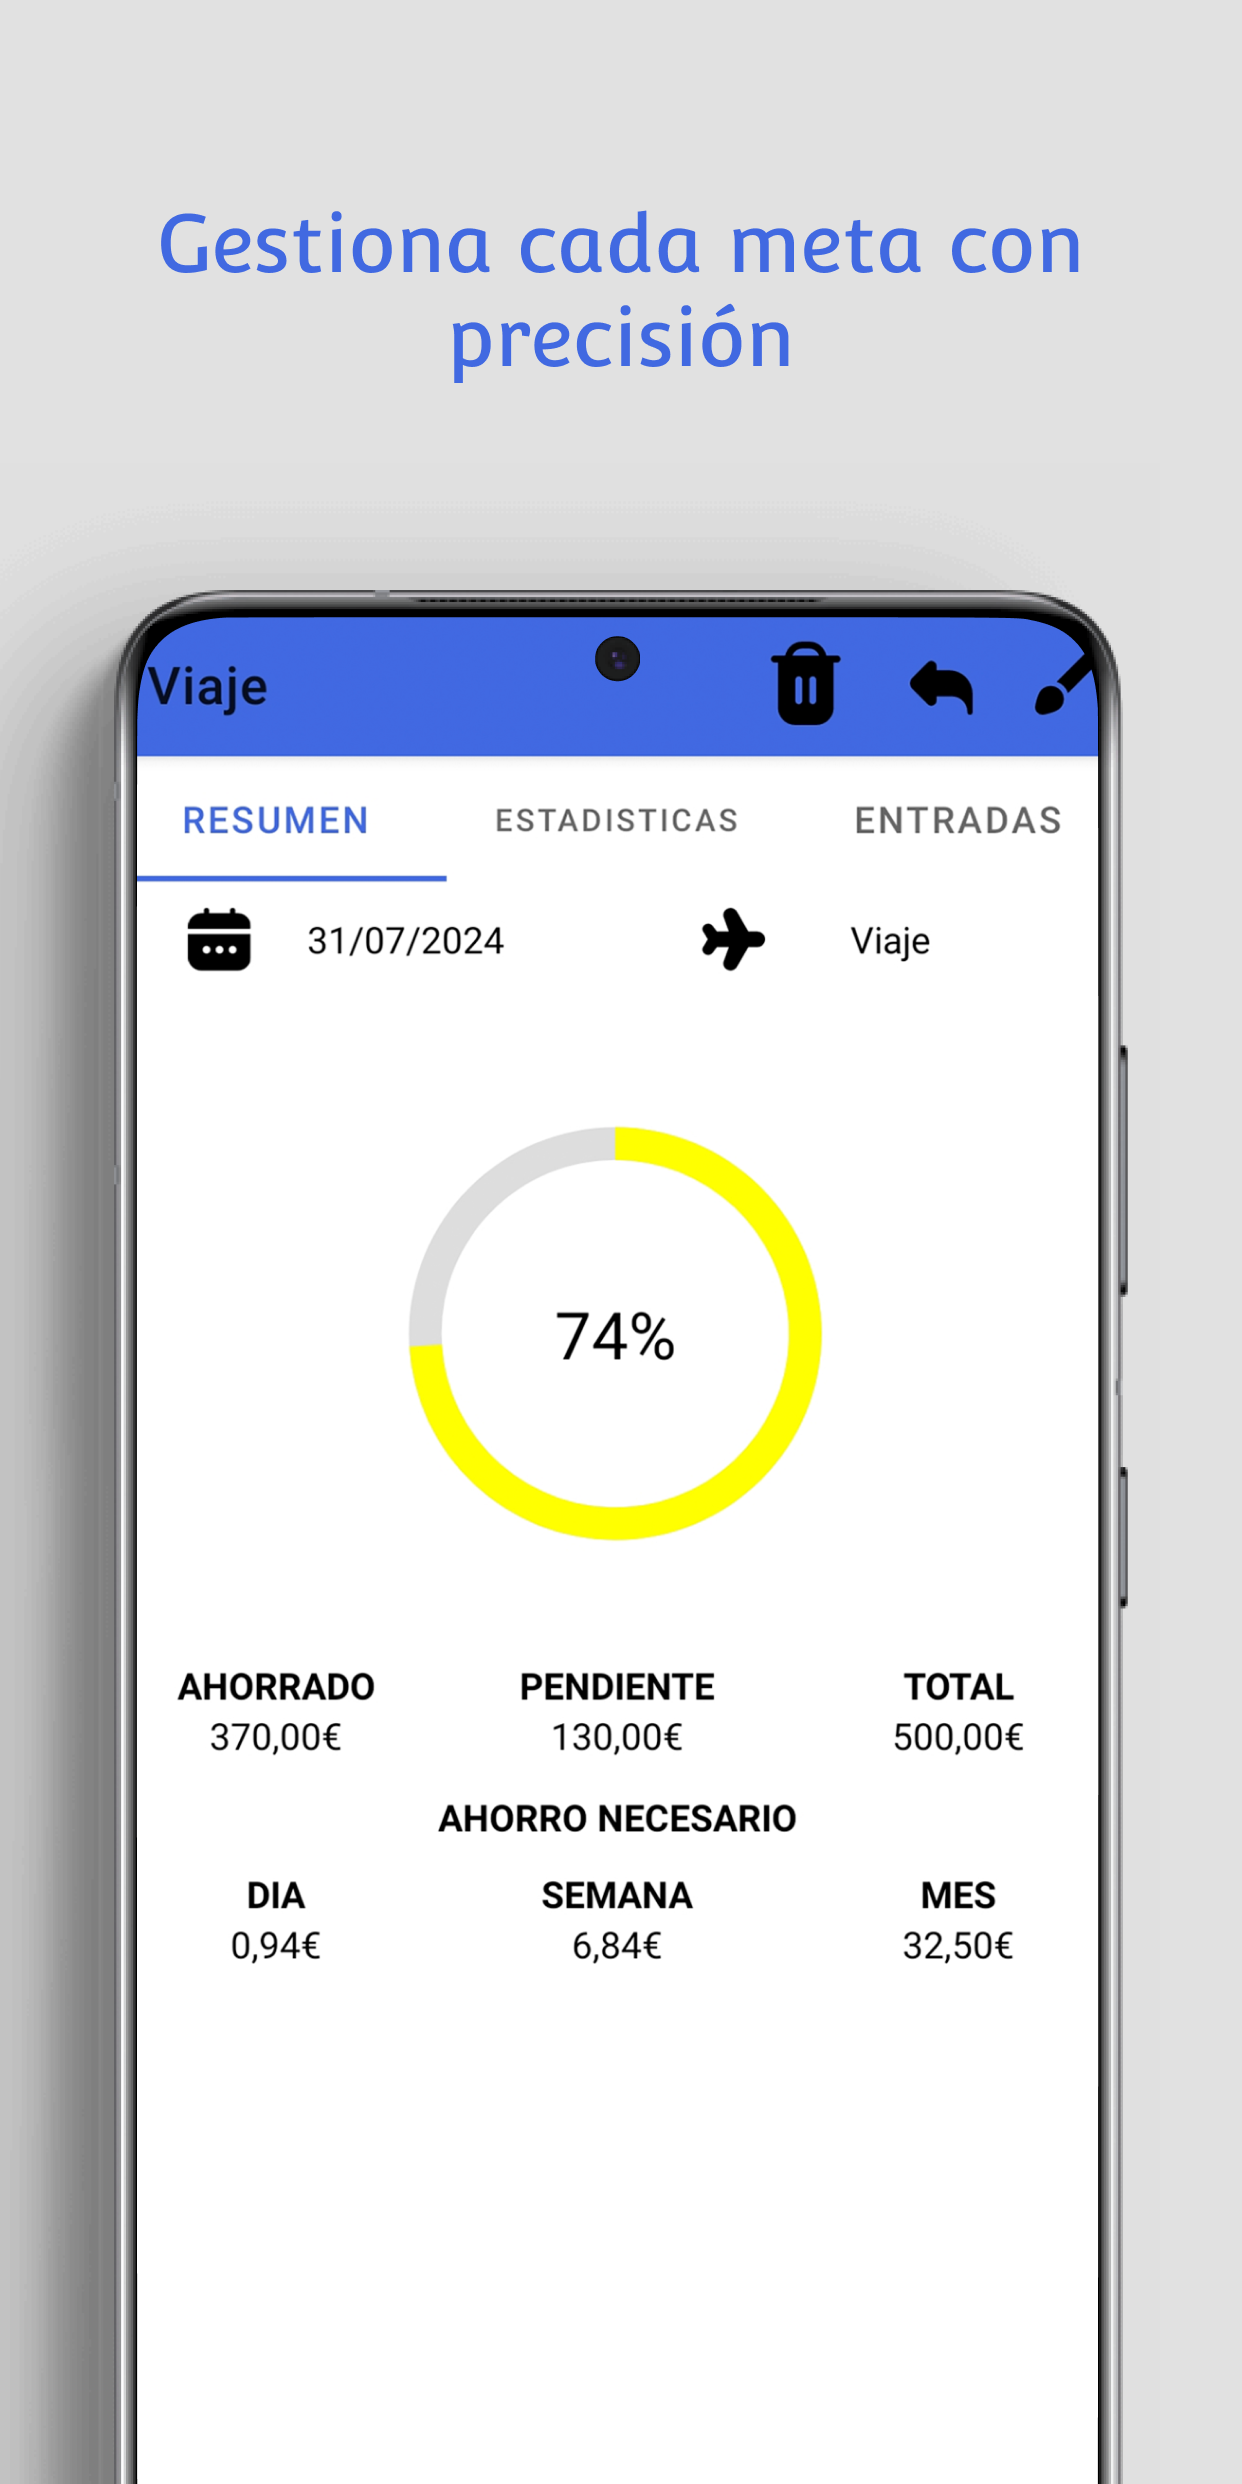 Gestiona cada meta con
precisión
Viaje
RESUMEN ESTADISTICAS ENTRADAS
31/07/2024 Viaje
74%
AHORRADO PENDIENTE TOTAL
370,00€ 130,00€ 500,00€
AHORRO NECESARIO
DIA SEMANA MES
0,94€ 6,84€ 32,50€